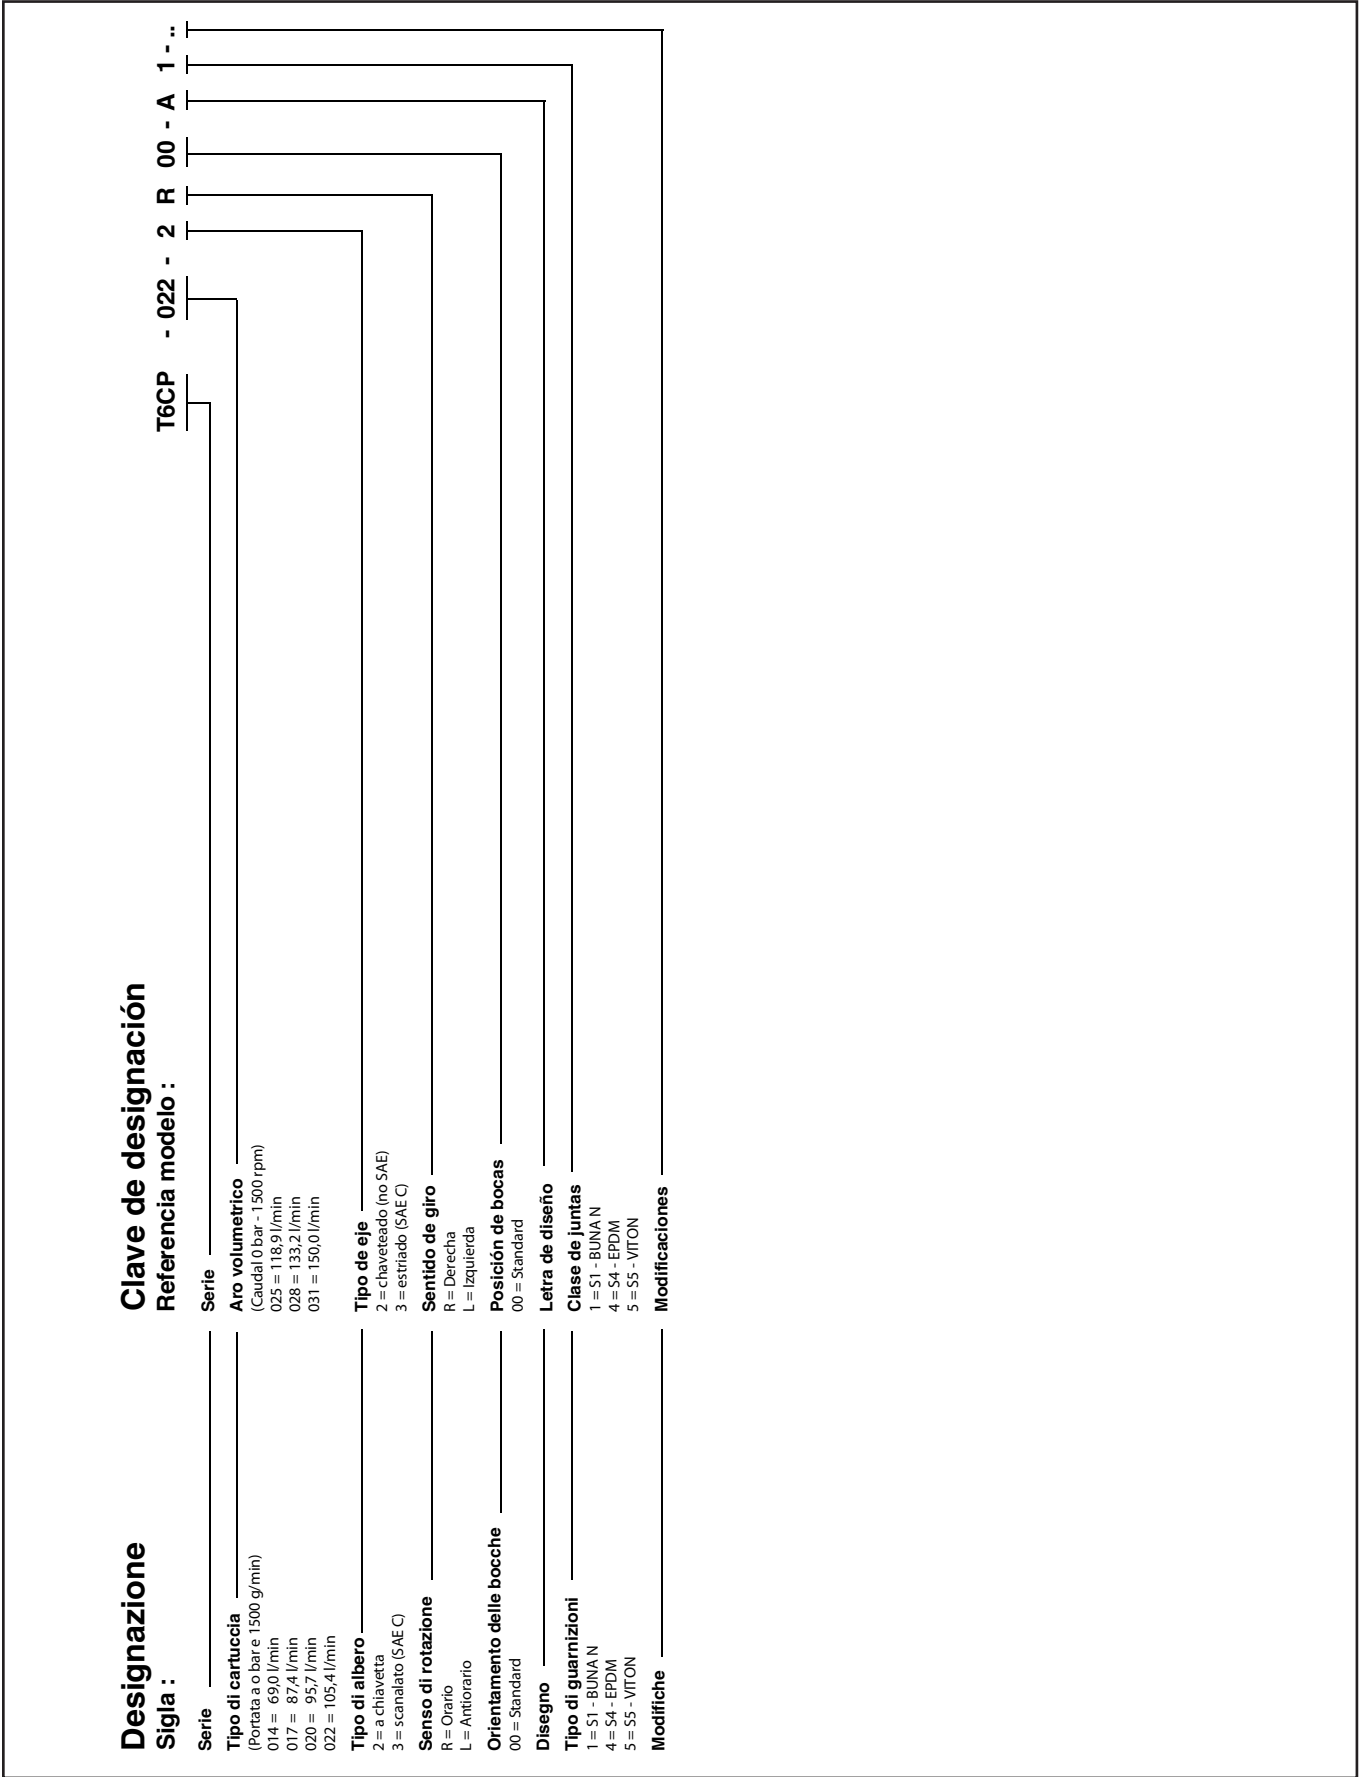 Designazione
Sigla :
Clave de designación
Referencia modelo :
T6CP - 022 - 2 R 00 - A 1 - ..
Serie
Tipo di cartuccia
(Portata a o bar e 1500 g/min)
014 = 69,0 l/min
017 = 87,4 l/min
020 = 95,7 l/min
022 = 105,4 l/min
Tipo di albero
2 = a chiavetta
3 = scanalato (SAE C)
Senso di rotazione
R = Orario
L = Antiorario
Orientamento delle bocche
00 = Standard
Disegno
Tipo di guarnizioni
1 = S1 - BUNA N
4 = S4 - EPDM
5 = S5 - VITON
Modifiche
Serie
Aro volumetrico
(Caudal 0 bar - 1500 rpm)
025 = 118,9 l/min
028 = 133,2 l/min
031 = 150,0 l/min
Tipo de eje
2 = chaveteado (no SAE)
3 = estriado (SAE C)
Sentido de giro
R = Derecha
L = Izquierda
Posición de bocas
00 = Standard
Letra de diseño
Clase de juntas
1 = S1 - BUNA N
4 = S4 - EPDM
5 = S5 - VITON
Modificaciones